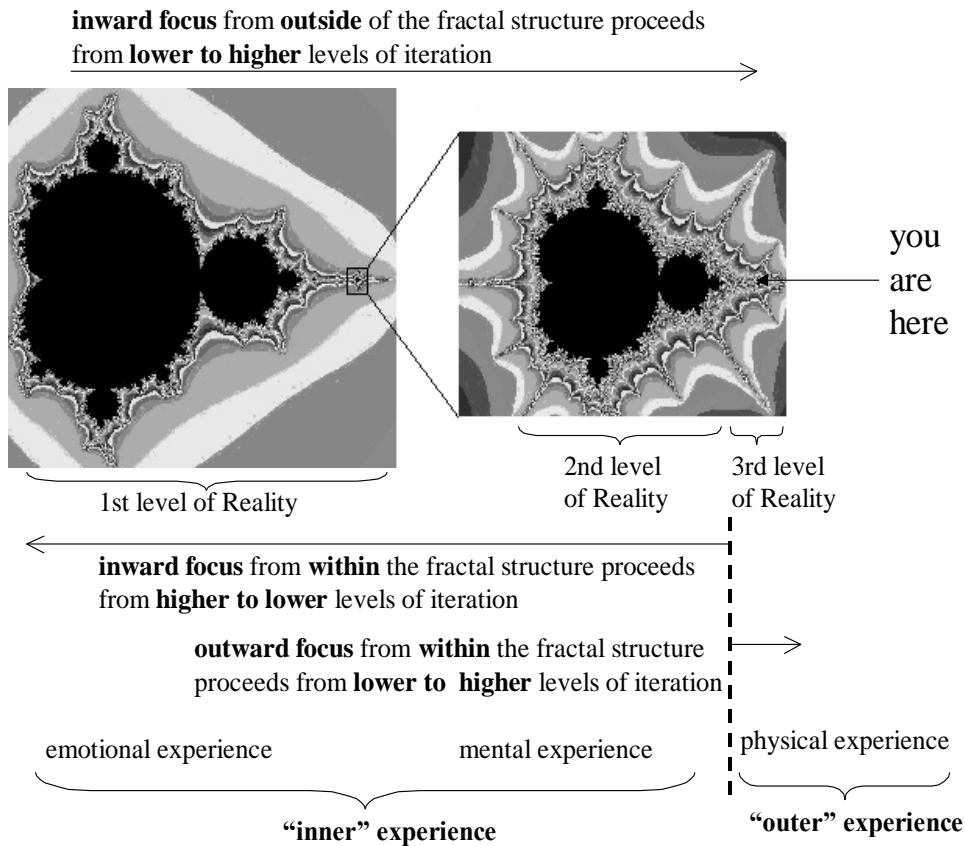 inward focus from outside of the fractal structure proceeds
from lower to higher levels of iteration
you
are
here
1st level of Reality
2nd level
of Reality
3rd level
of Reality
inward focus from within the fractal structure proceeds
from higher to lower levels of iteration
outward focus from within the fractal structure
proceeds from lower to higher levels of iteration
emotional experience
mental experience
physical experience
“inner” experience
“outer” experience